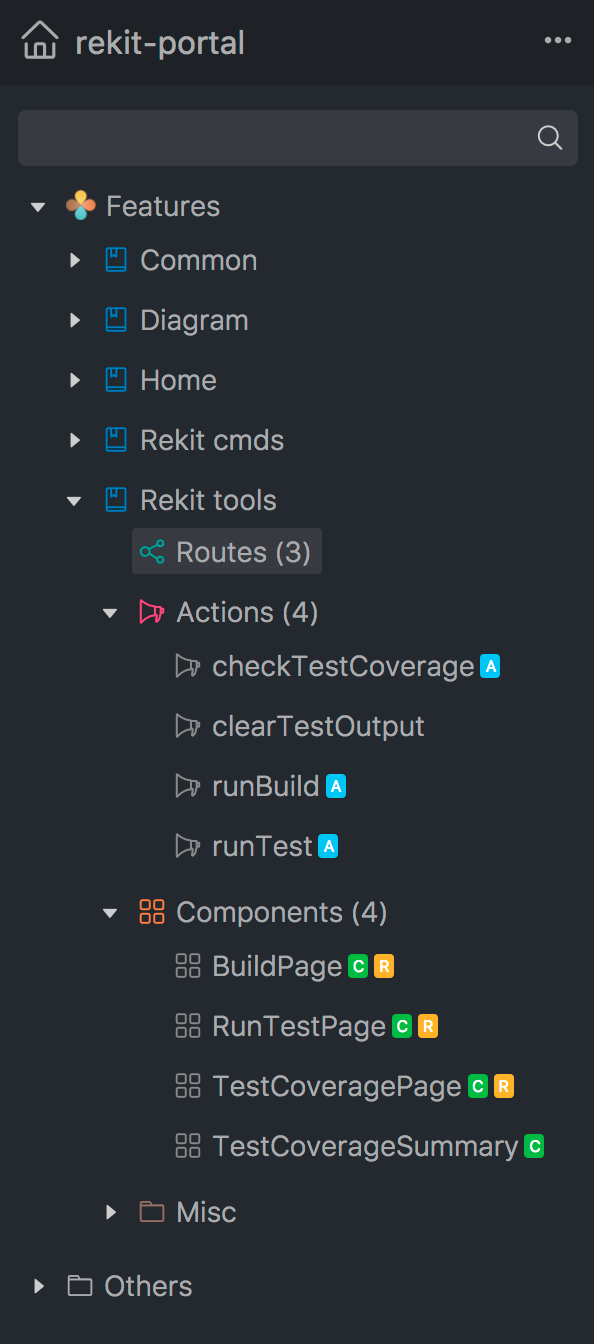 rekit-portal
Features
Common
Diagram
Home
Rekit cmds
Rekit tools
Routes (3)
Actions (4)
checkTestCoverage A
clearTestOutput
runBuild A
runTest A
Components (4)
BuildPage C R
RunTestPage C R
TestCoveragePage C R
TestCoverageSummary C
Misc
Others